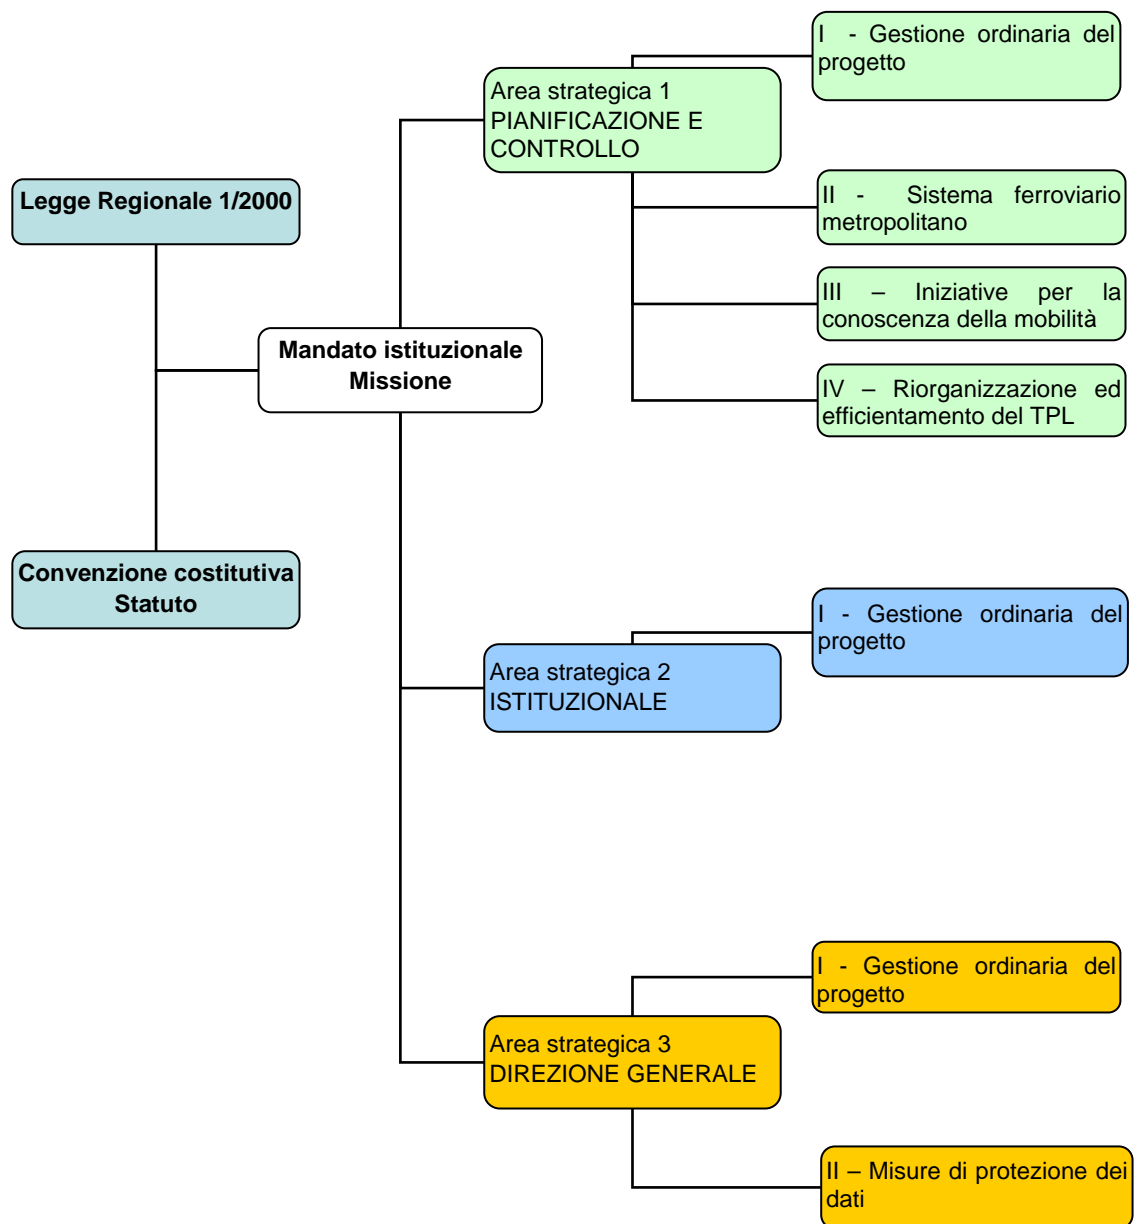 I - Gestione ordinaria del
progetto
Area strategica 1
PIANIFICAZIONE E
CONTROLLO
Legge Regionale 1/2000
II - Sistema ferroviario
metropolitano
III – Iniziative per la
conoscenza della mobilità
Mandato istituzionale
Missione
IV – Riorganizzazione ed
efficientamento del TPL
Convenzione costitutiva
Statuto
I - Gestione ordinaria del
progetto
Area strategica 2
ISTITUZIONALE
I - Gestione ordinaria del
progetto
Area strategica 3
DIREZIONE GENERALE
II – Misure di protezione dei
dati